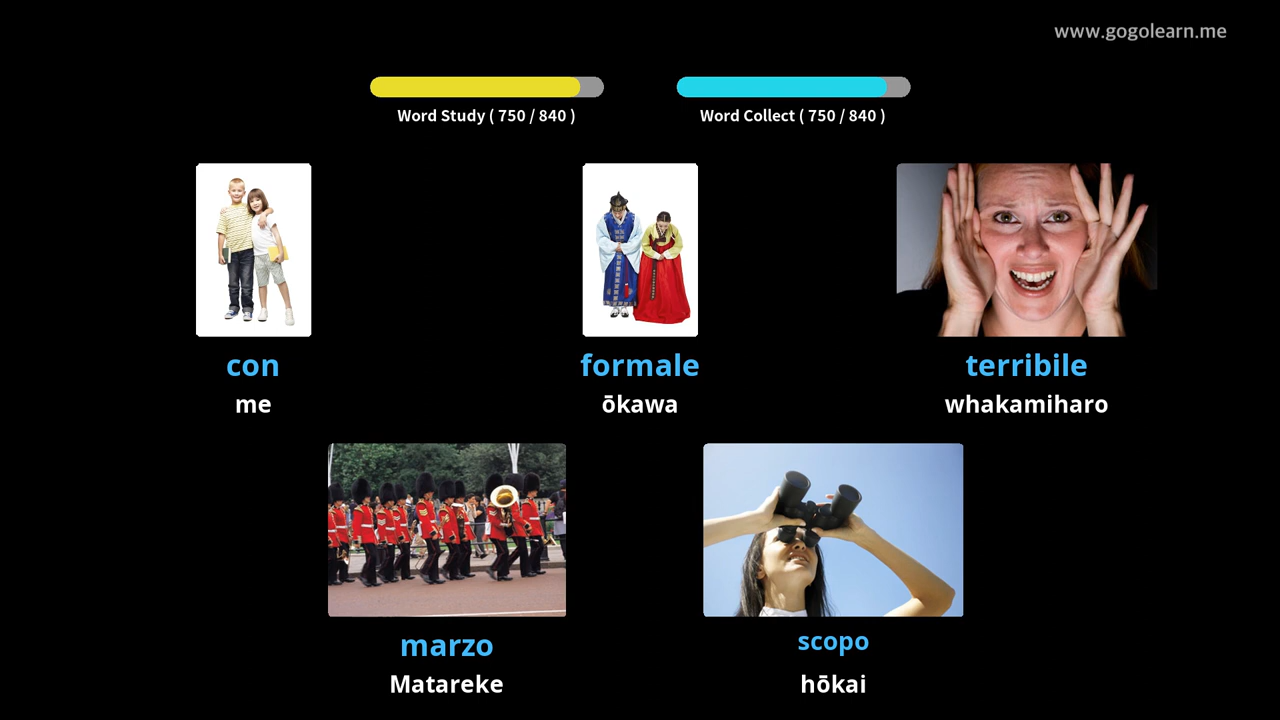 www.gogolearn.me
Word Study ( 750 / 840 )
Word Collect ( 750 / 840 )
con
me
formale
ōkawa
terribile
whakamiharo
marzo
Matareke
scopo
hōkai